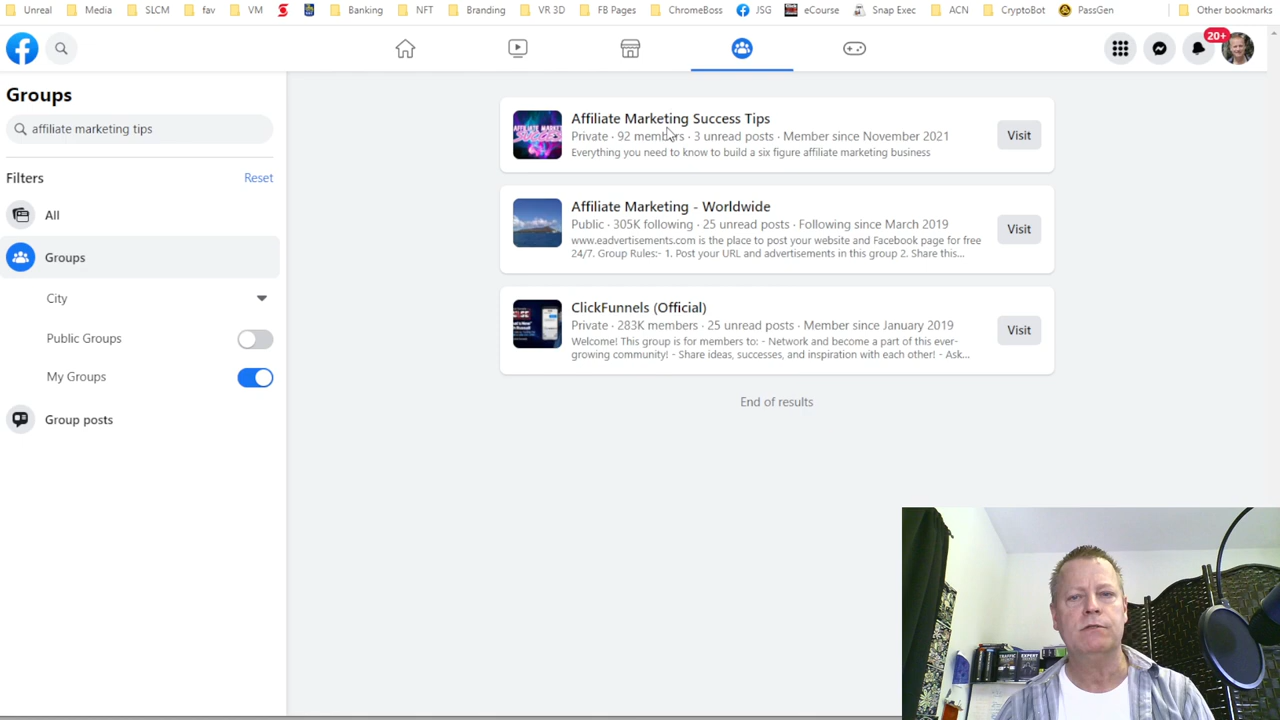 Unreal Media SLCM fav VM Banking NFT Branding VR 3D FB Pages ChromeBoss JSG eCourse Snap Exec ACN CryptoBot PassGen Other bookmarks
20+
Groups
affiliate marketing tips
Filters Reset
All
Groups
City
Public Groups
My Groups
Group posts
Affiliate Marketing Success Tips
Private · 92 members · 3 unread posts · Member since November 2021
Everything you need to know to build a six figure affiliate marketing business
Visit
Affiliate Marketing - Worldwide
Public · 305K following · 25 unread posts · Following since March 2019
www.eadvertisements.com is the place to post your website and Facebook page for free
24/7. Group Rules:- 1. Post your URL and advertisements in this group 2. Share this...
Visit
ClickFunnels (Official)
Private · 283K members · 25 unread posts · Member since January 2019
Welcome! This group is for members to: - Network and become a part of this ever-
growing community! - Share ideas, successes, and inspiration with each other! - Ask...
Visit
End of results
TRAFFIC
EXPERT